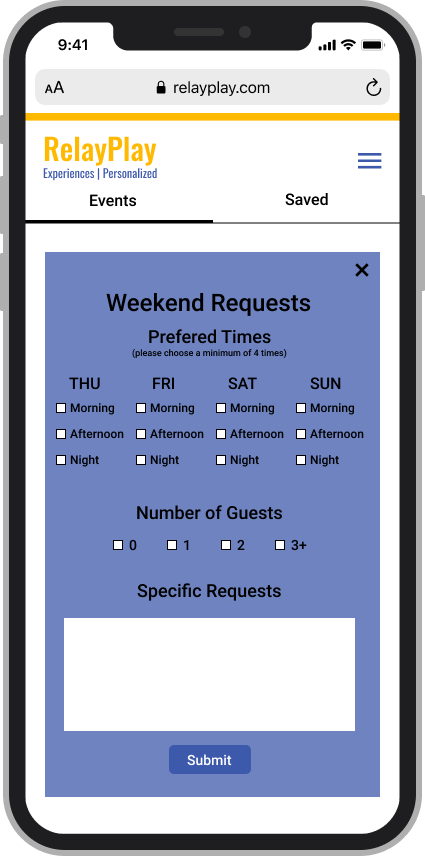 9:41
AA relayplay.com
RelayPlay
Experiences | Personalized
Events Saved
Weekend Requests
Prefered Times
(please choose a minimum of 4 times)
THU FRI SAT SUN
Morning Morning Morning Morning
Afternoon Afternoon Afternoon Afternoon
Night Night Night Night
Number of Guests
0 1 2 3+
Specific Requests
Submit